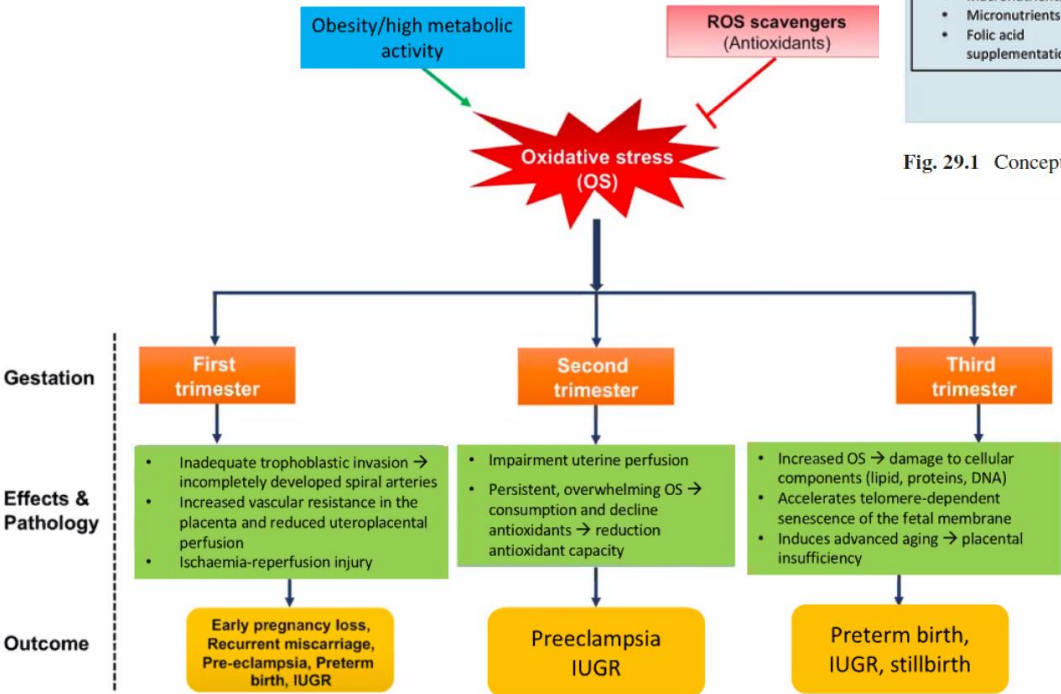 Obesity/high metabolic
activity
ROS scavengers
(Antioxidants)
• Micronutrients
• Folic acid
Fig. 29.1 Concept
Oxidative stress
(OS)
Gestation
First
trimester
Second
trimester
Third
trimester
Effects &
Pathology
• Inadequate trophoblastic invasion →
incompletely developed spiral arteries
• Increased vascular resistance in the
placenta and reduced uteroplacental
perfusion
• Ischaemia-reperfusion injury
• Impairment uterine perfusion
• Persistent, overwhelming OS →
consumption and decline
antioxidants → reduction
antioxidant capacity
• Increased OS → damage to cellular
components (lipid, proteins, DNA)
• Accelerates telomere-dependent
senescence of the fetal membrane
• Induces advanced aging → placental
insufficiency
Outcome
Early pregnancy loss,
Recurrent miscarriage,
Pre-eclampsia, Preterm
birth, IUGR
Preeclampsia
IUGR
Preterm birth,
IUGR, stillbirth